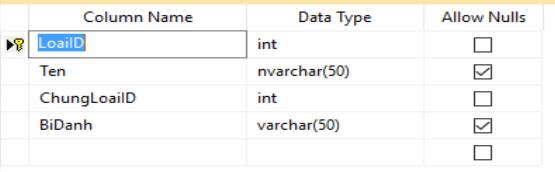 Column Name Data Type Allow Nulls
LoaiID int
Ten nvarchar(50)
ChungLoaiID int
BiDanh varchar(50)